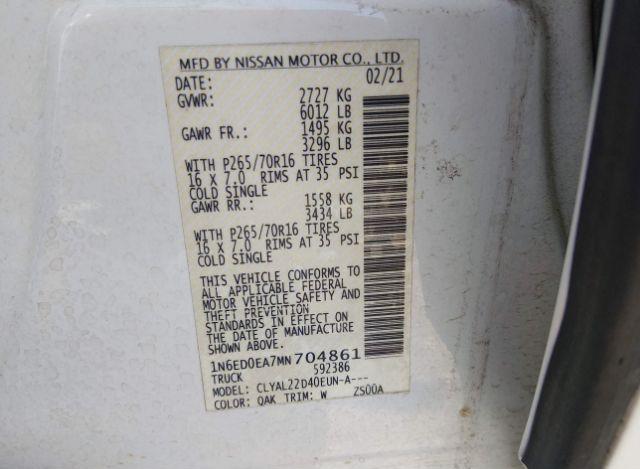 MFD BY NISSAN MOTOR CO., LTD.
DATE: 02/21
GVWR: 2727 KG
6012 LB
GAWR FR.: 1495 KG
3296 LB
WITH P265/70R16 TIRES
16 X 7.0 RIMS AT 35 PSI
COLD SINGLE
GAWR RR.: 1558 KG
3434 LB
WITH P265/70R16 TIRES
16 X 7.0 RIMS AT 35 PSI
COLD SINGLE
THIS VEHICLE CONFORMS TO
ALL APPLICABLE FEDERAL
MOTOR VEHICLE SAFETY AND
THEFT PREVENTION
STANDARDS IN EFFECT ON
THE DATE OF MANUFACTURE
SHOWN ABOVE.
1N6ED0EA7MN704861
TRUCK 592386
MODEL: CLYAL22D40EUN-A---
COLOR: QAK TRIM: W ZS00A